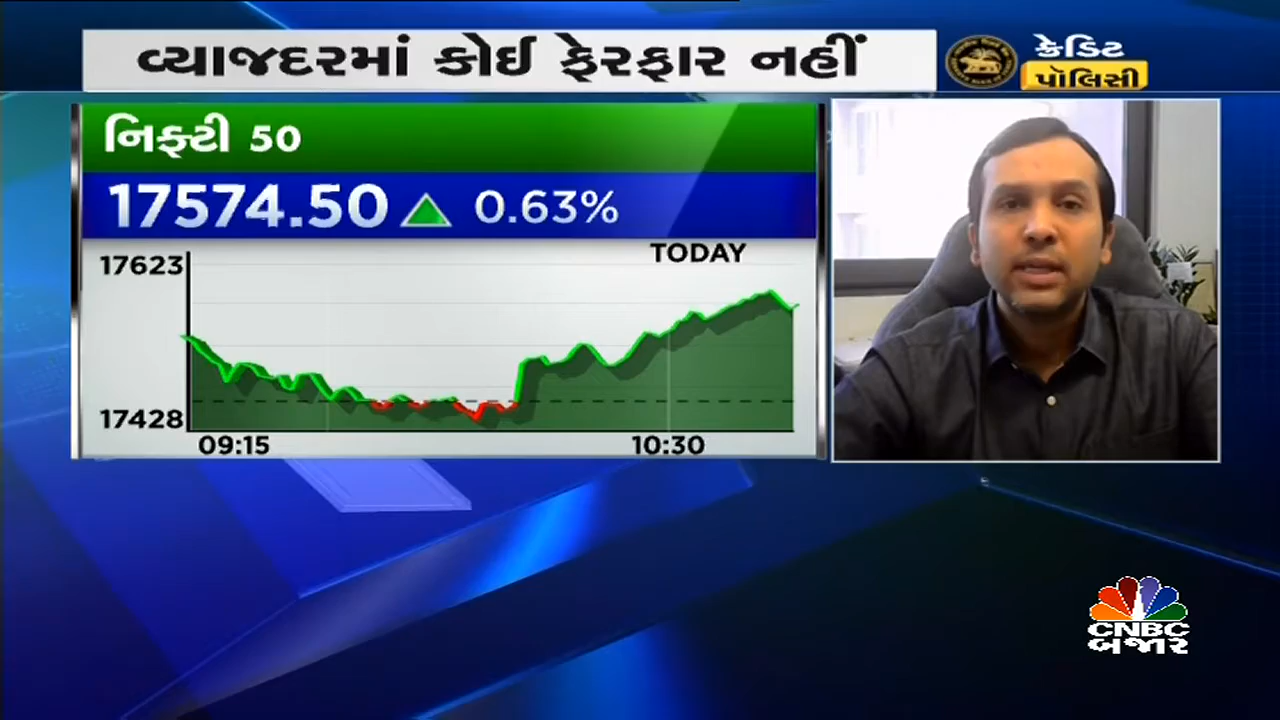 વ્યાજદરમાં કોઈ ફેરફાર નહીં
ક્રેડિટ
પૉલિસી
નિફ્ટી 50
17574.50 0.63%
TODAY
17623
17428
09:15 10:30
CNBC
બજાર